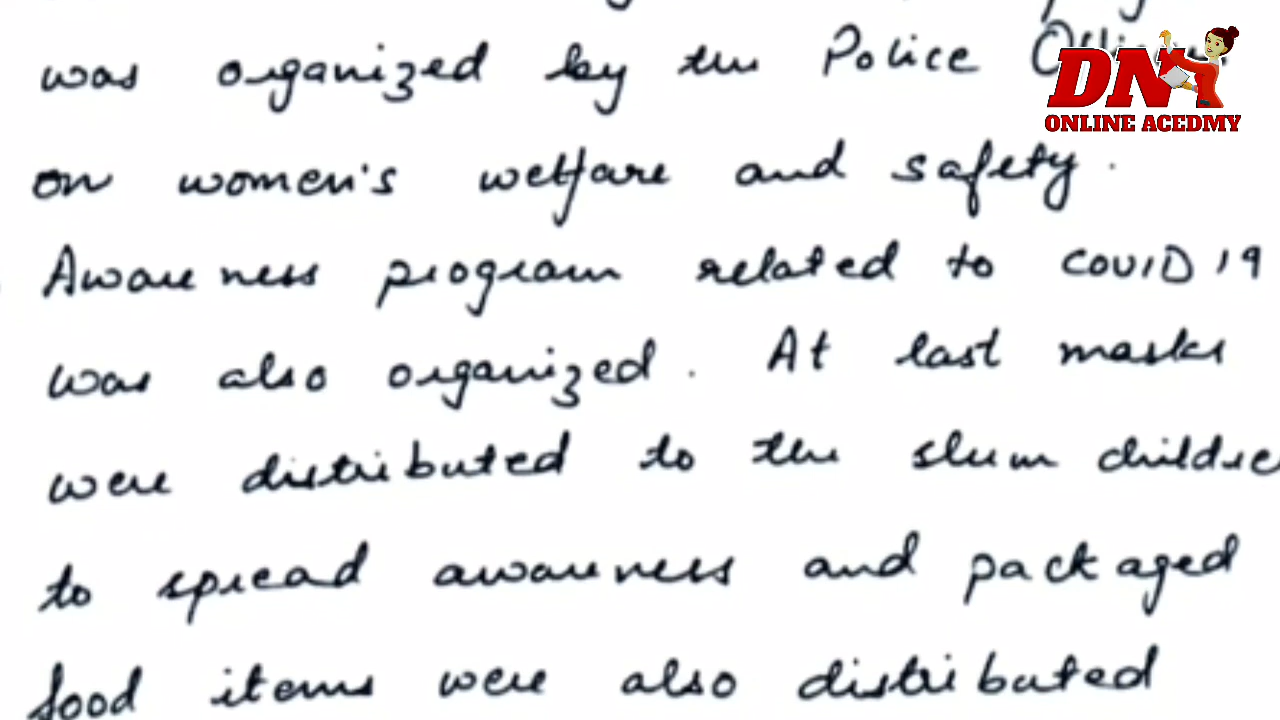 was organized by the Police
on women's welfare and safety.
Awareness program related to COVID 19
was also organized. At last masks
were distributed to the slum childre
to spread awareness and packaged
food items were also distributed
DNA
ONLINE ACEDMY